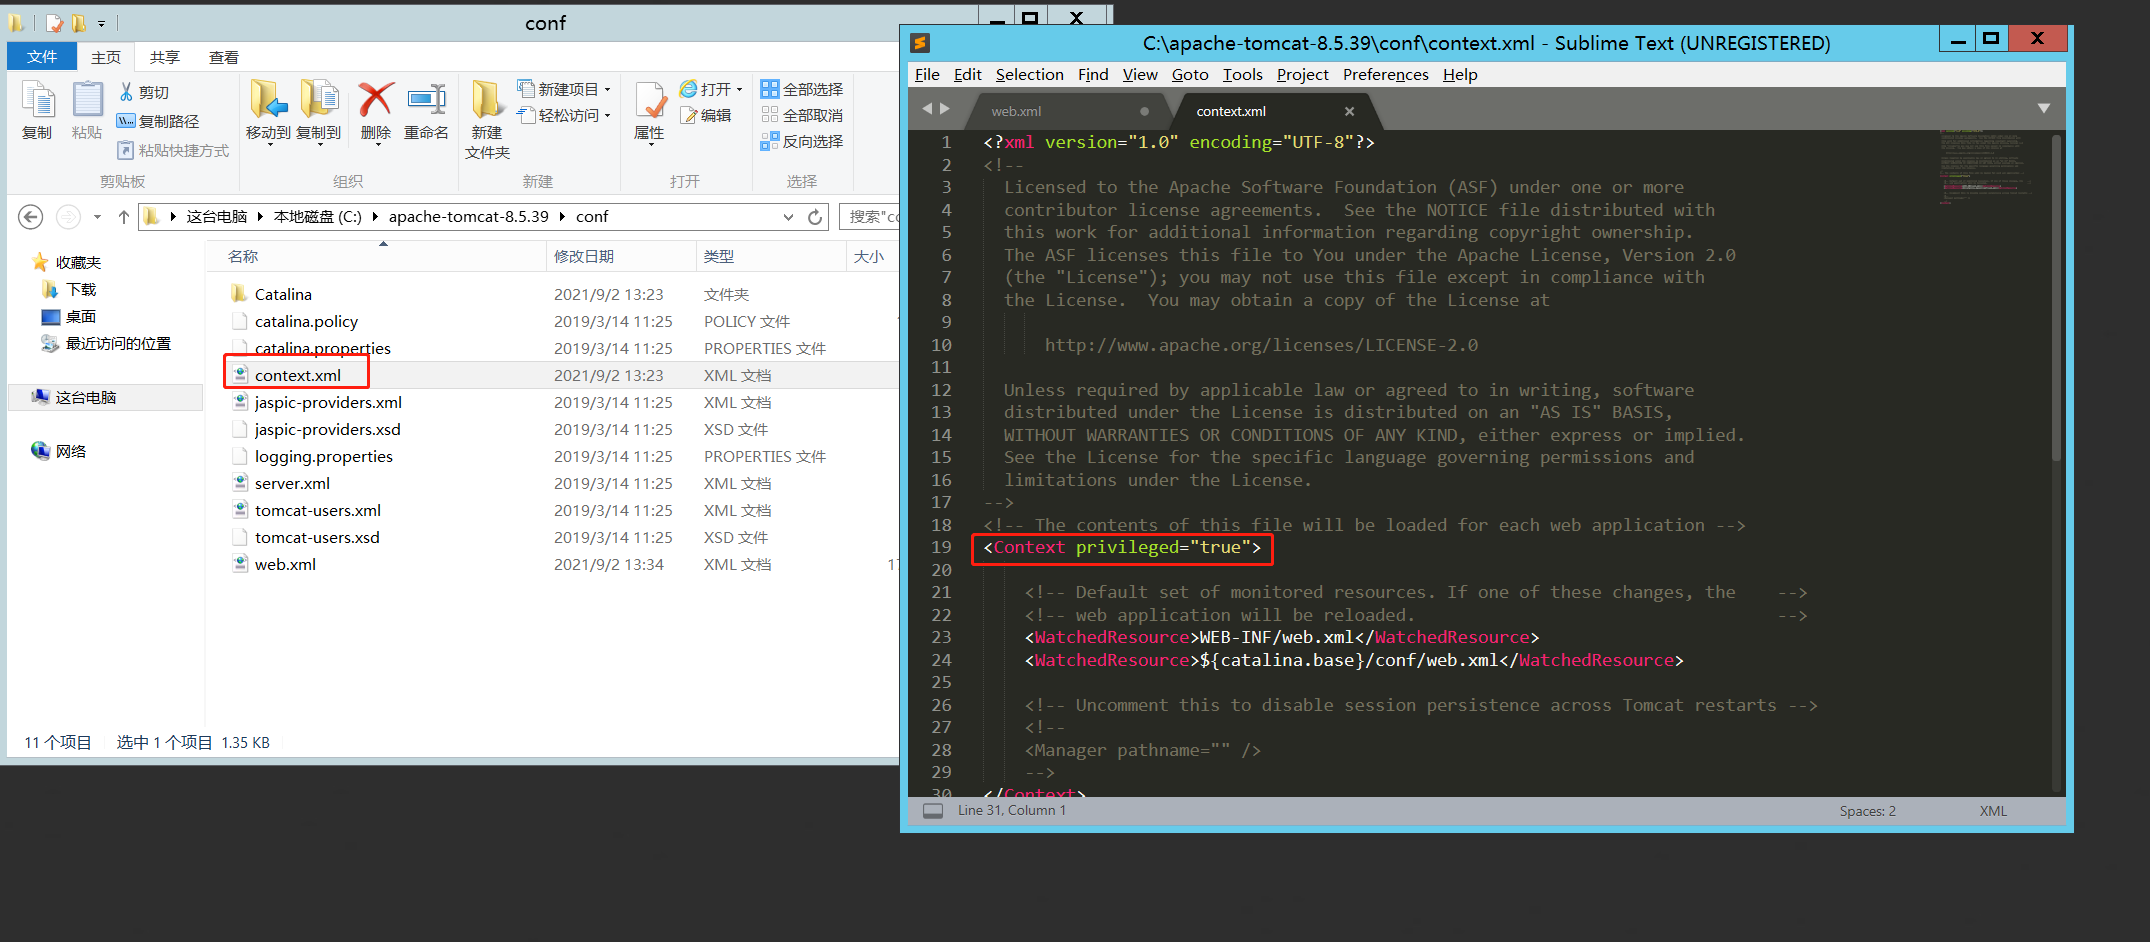 conf
文件 主页 共享 查看
复制
粘贴
剪切
复制路径
粘贴快捷方式
剪贴板
移动到 复制到 删除 重命名
组织
新建
文件夹
新建项目
轻松访问
新建
属性
打开
编辑
打开
全部选择
全部取消
反向选择
选择
这台电脑 本地磁盘 (C:) apache-tomcat-8.5.39 conf
搜索"co
收藏夹
下载
桌面
最近访问的位置
这台电脑
网络
名称 修改日期 类型 大小
Catalina 2021/9/2 13:23 文件夹
catalina.policy 2019/3/14 11:25 POLICY 文件
catalina.properties 2019/3/14 11:25 PROPERTIES 文件
context.xml 2021/9/2 13:23 XML 文档
jaspic-providers.xml 2019/3/14 11:25 XML 文档
jaspic-providers.xsd 2019/3/14 11:25 XSD 文件
logging.properties 2019/3/14 11:25 PROPERTIES 文件
server.xml 2019/3/14 11:25 XML 文档
tomcat-users.xml 2019/3/14 11:25 XML 文档
tomcat-users.xsd 2019/3/14 11:25 XSD 文件
web.xml 2021/9/2 13:34 XML 文档 17
11 个项目 选中 1 个项目 1.35 KB
C:\apache-tomcat-8.5.39\conf\context.xml - Sublime Text (UNREGISTERED)
File Edit Selection Find View Goto Tools Project Preferences Help
web.xml context.xml
1 <?xml version="1.0" encoding="UTF-8"?>
2 <!--
3 Licensed to the Apache Software Foundation (ASF) under one or more
4 contributor license agreements.  See the NOTICE file distributed with
5 this work for additional information regarding copyright ownership.
6 The ASF licenses this file to You under the Apache License, Version 2.0
7 (the "License"); you may not use this file except in compliance with
8 the License.  You may obtain a copy of the License at
9
10 http://www.apache.org/licenses/LICENSE-2.0
11
12 Unless required by applicable law or agreed to in writing, software
13 distributed under the License is distributed on an "AS IS" BASIS,
14 WITHOUT WARRANTIES OR CONDITIONS OF ANY KIND, either express or implied.
15 See the License for the specific language governing permissions and
16 limitations under the License.
17 -->
18 <!-- The contents of this file will be loaded for each web application -->
19 <Context privileged="true">
20
21 <!-- Default set of monitored resources. If one of these changes, the    -->
22 <!-- web application will be reloaded.                                   -->
23 <WatchedResource>WEB-INF/web.xml</WatchedResource>
24 <WatchedResource>${catalina.base}/conf/web.xml</WatchedResource>
25
26 <!-- Uncomment this to disable session persistence across Tomcat restarts -->
27 <!--
28 <Manager pathname="" />
29 -->
30 </Context>
Line 31, Column 1 Spaces: 2 XML